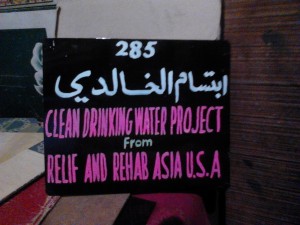 285
ابتسام الخالدي
CLEAN DRINKING WATER PROJECT
From
RELIF AND REHAB ASIA U.S.A